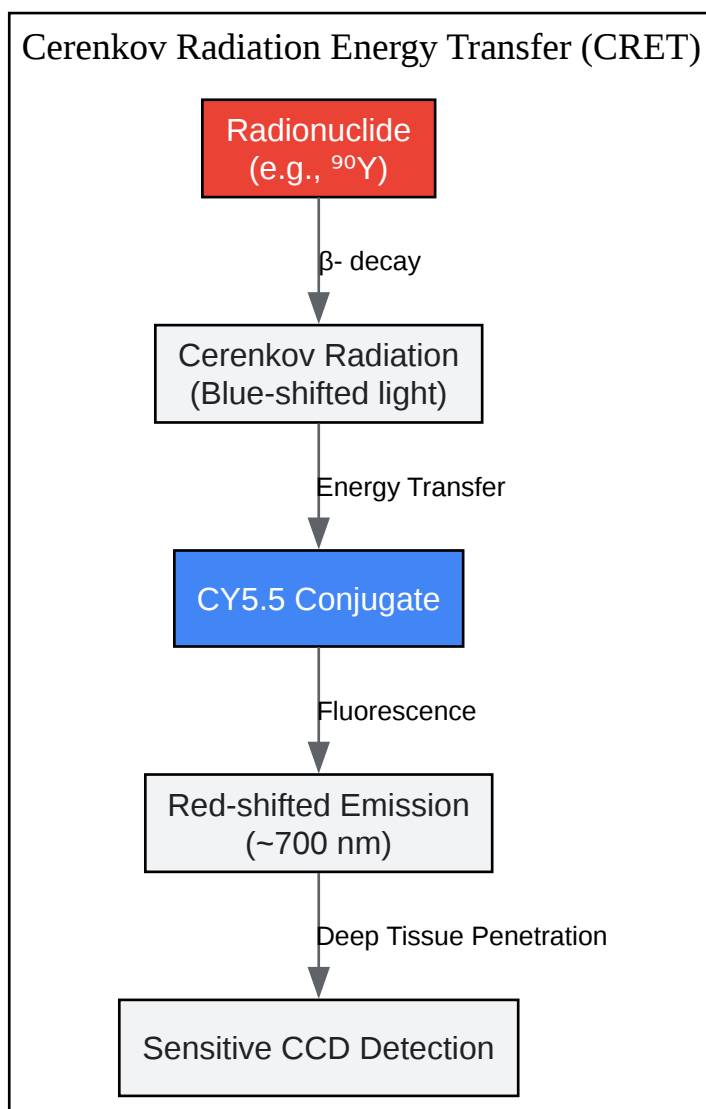 Cerenkov Radiation Energy Transfer (CRET)
Radionuclide
(e.g., ⁹⁰Y)
β- decay
Cerenkov Radiation
(Blue-shifted light)
Energy Transfer
CY5.5 Conjugate
Fluorescence
Red-shifted Emission
(~700 nm)
Deep Tissue Penetration
Sensitive CCD Detection